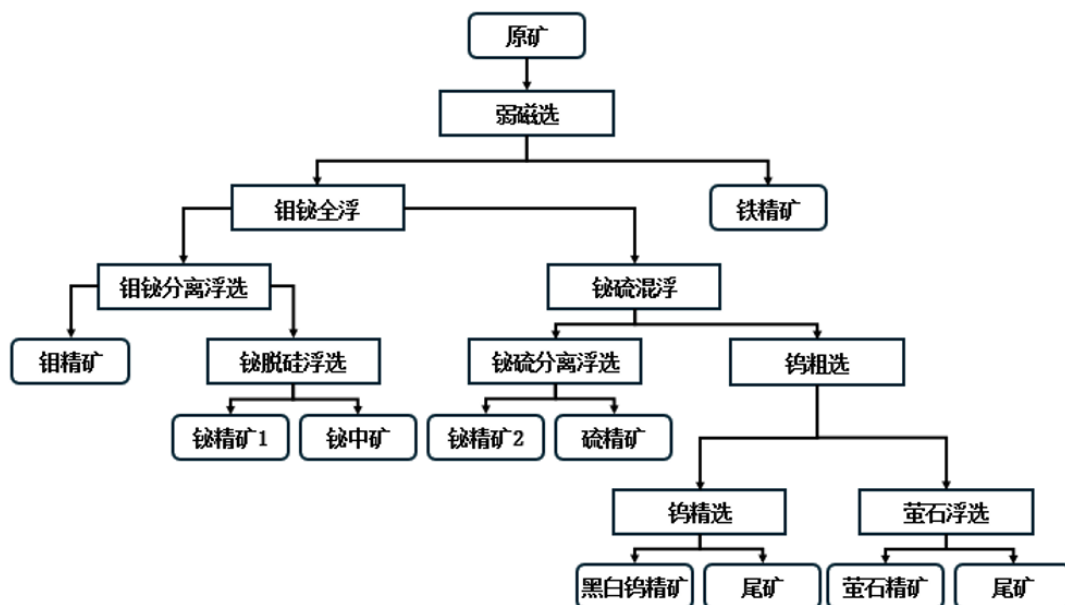 原矿
弱磁选
钼铋全浮
铁精矿
钼铋分离浮选
铋硫混浮
钼精矿
铋脱硅浮选
铋硫分离浮选
钨粗选
铋精矿1
铋中矿
铋精矿2
硫精矿
钨精选
萤石浮选
黑白钨精矿
尾矿
萤石精矿
尾矿